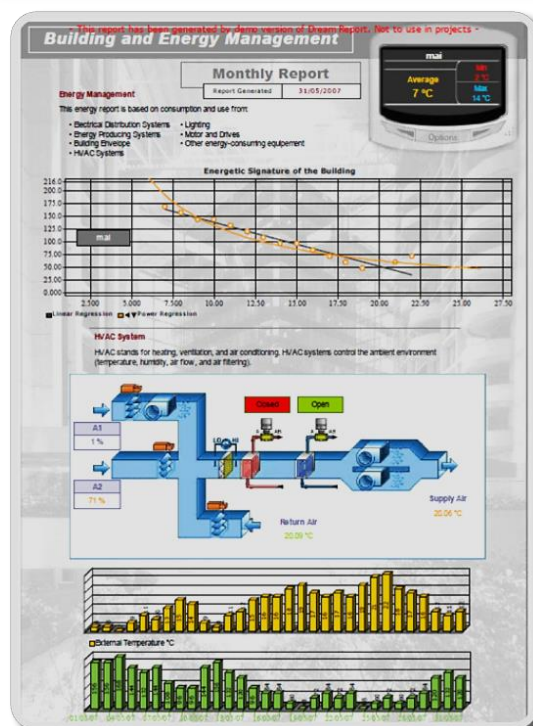 - This report has been generated by demo version of Dream Report. Not to use in projects -
Building and Energy Management
mai
Average
7 °C
Min
2 °C
Max
14 °C
Options
Monthly Report
Report Generated 31/05/2007
Energy Management
This energy report is based on consumption and use from:
• Electrical Distribution Systems • Lighting
• Energy Producing Systems • Motor and Drives
• Building Envelope • Other energy-consuming equipement
• HVAC Systems
Energetic Signature of the Building
216.0
200.0
175.0
150.0
125.0
100.0
75.00
50.00
25.00
0.000
mai
2.500 5.000 7.500 10.00 12.50 15.00 17.50 20.00 22.50 25.00 27.50
Linear Regression Power Regression
HVAC System
HVAC stands for heating, ventilation, and air conditioning. HVAC systems control the ambient environment
(temperature, humidity, air flow, and air filtering).
Closed Open
A1
1 %
LO HI
A2
71 %
Supply Air
20.06 °C
Return Air
20.09 °C
External Temperature °C